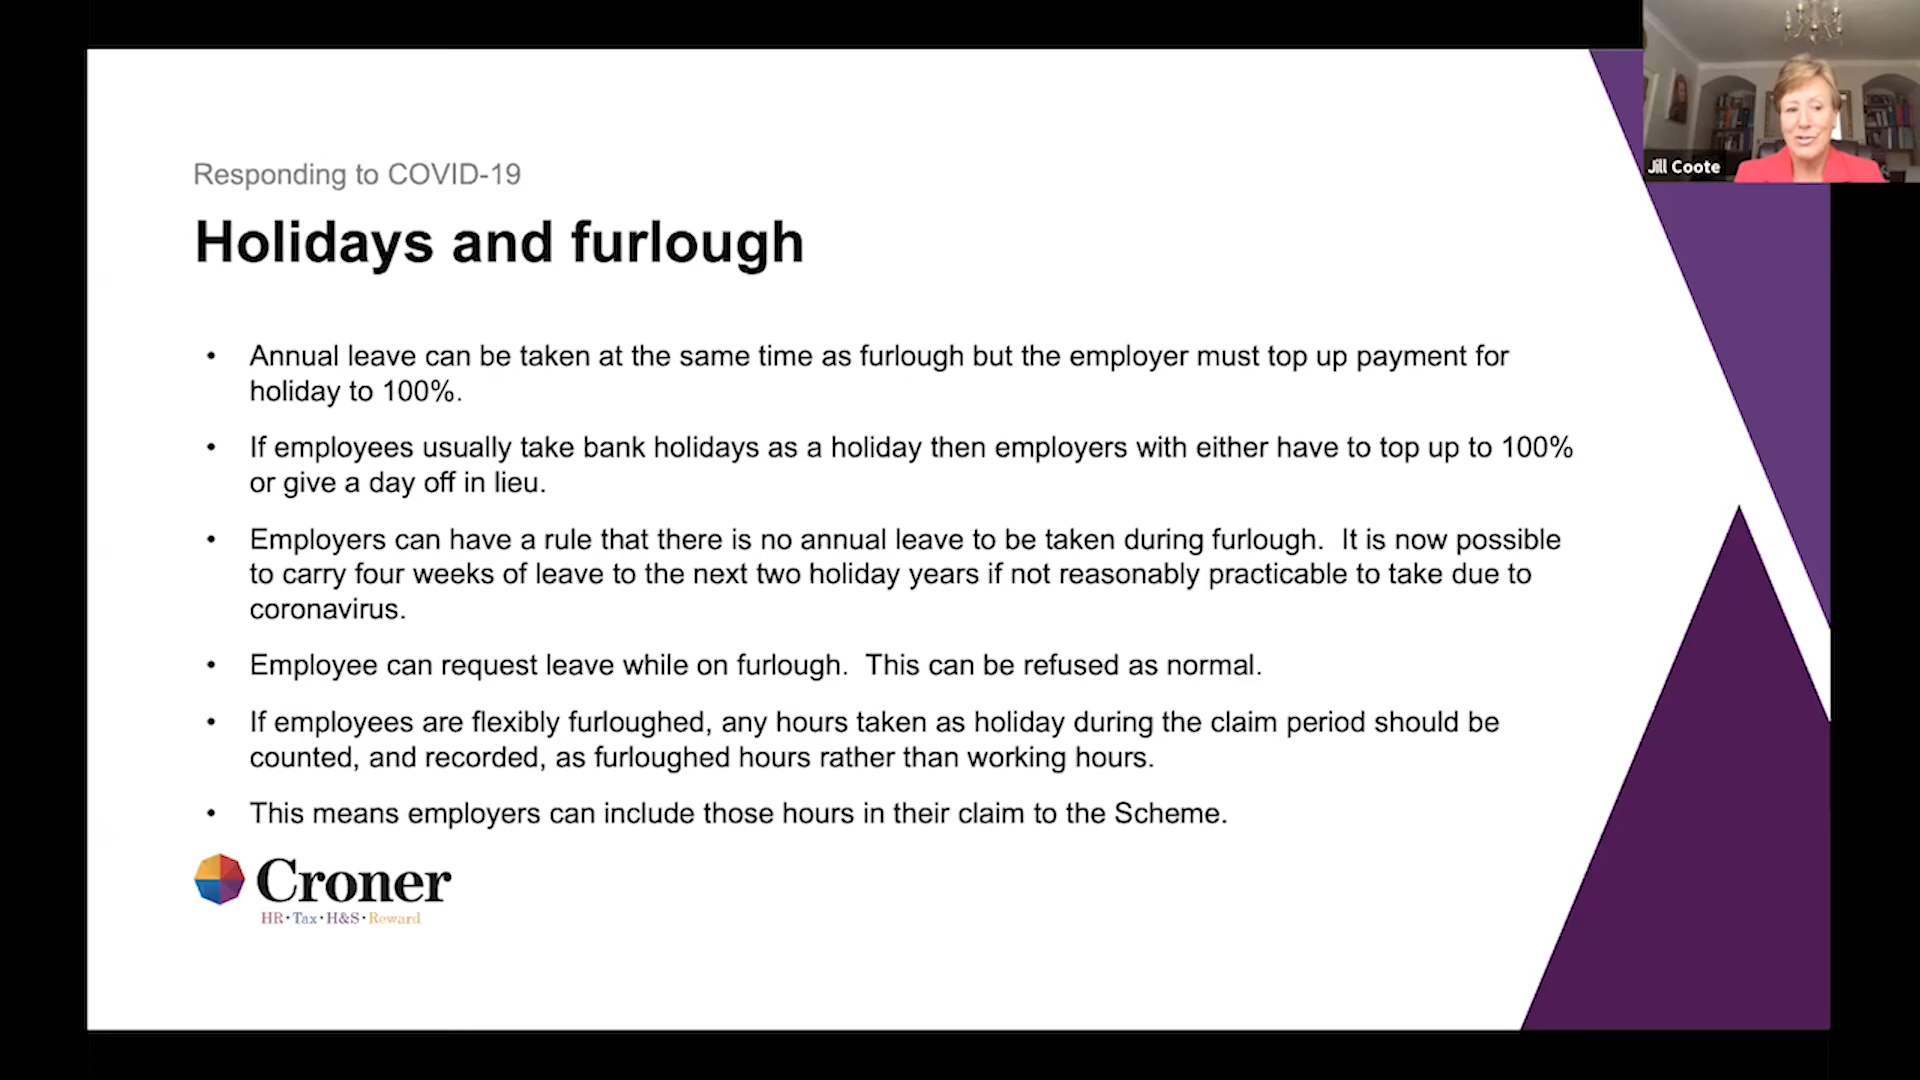 Jill Coote
Responding to COVID-19
Holidays and furlough
• Annual leave can be taken at the same time as furlough but the employer must top up payment for
holiday to 100%.
• If employees usually take bank holidays as a holiday then employers with either have to top up to 100%
or give a day off in lieu.
• Employers can have a rule that there is no annual leave to be taken during furlough.  It is now possible
to carry four weeks of leave to the next two holiday years if not reasonably practicable to take due to
coronavirus.
• Employee can request leave while on furlough.  This can be refused as normal.
• If employees are flexibly furloughed, any hours taken as holiday during the claim period should be
counted, and recorded, as furloughed hours rather than working hours.
• This means employers can include those hours in their claim to the Scheme.
Croner
HR·Tax·H&S·Reward